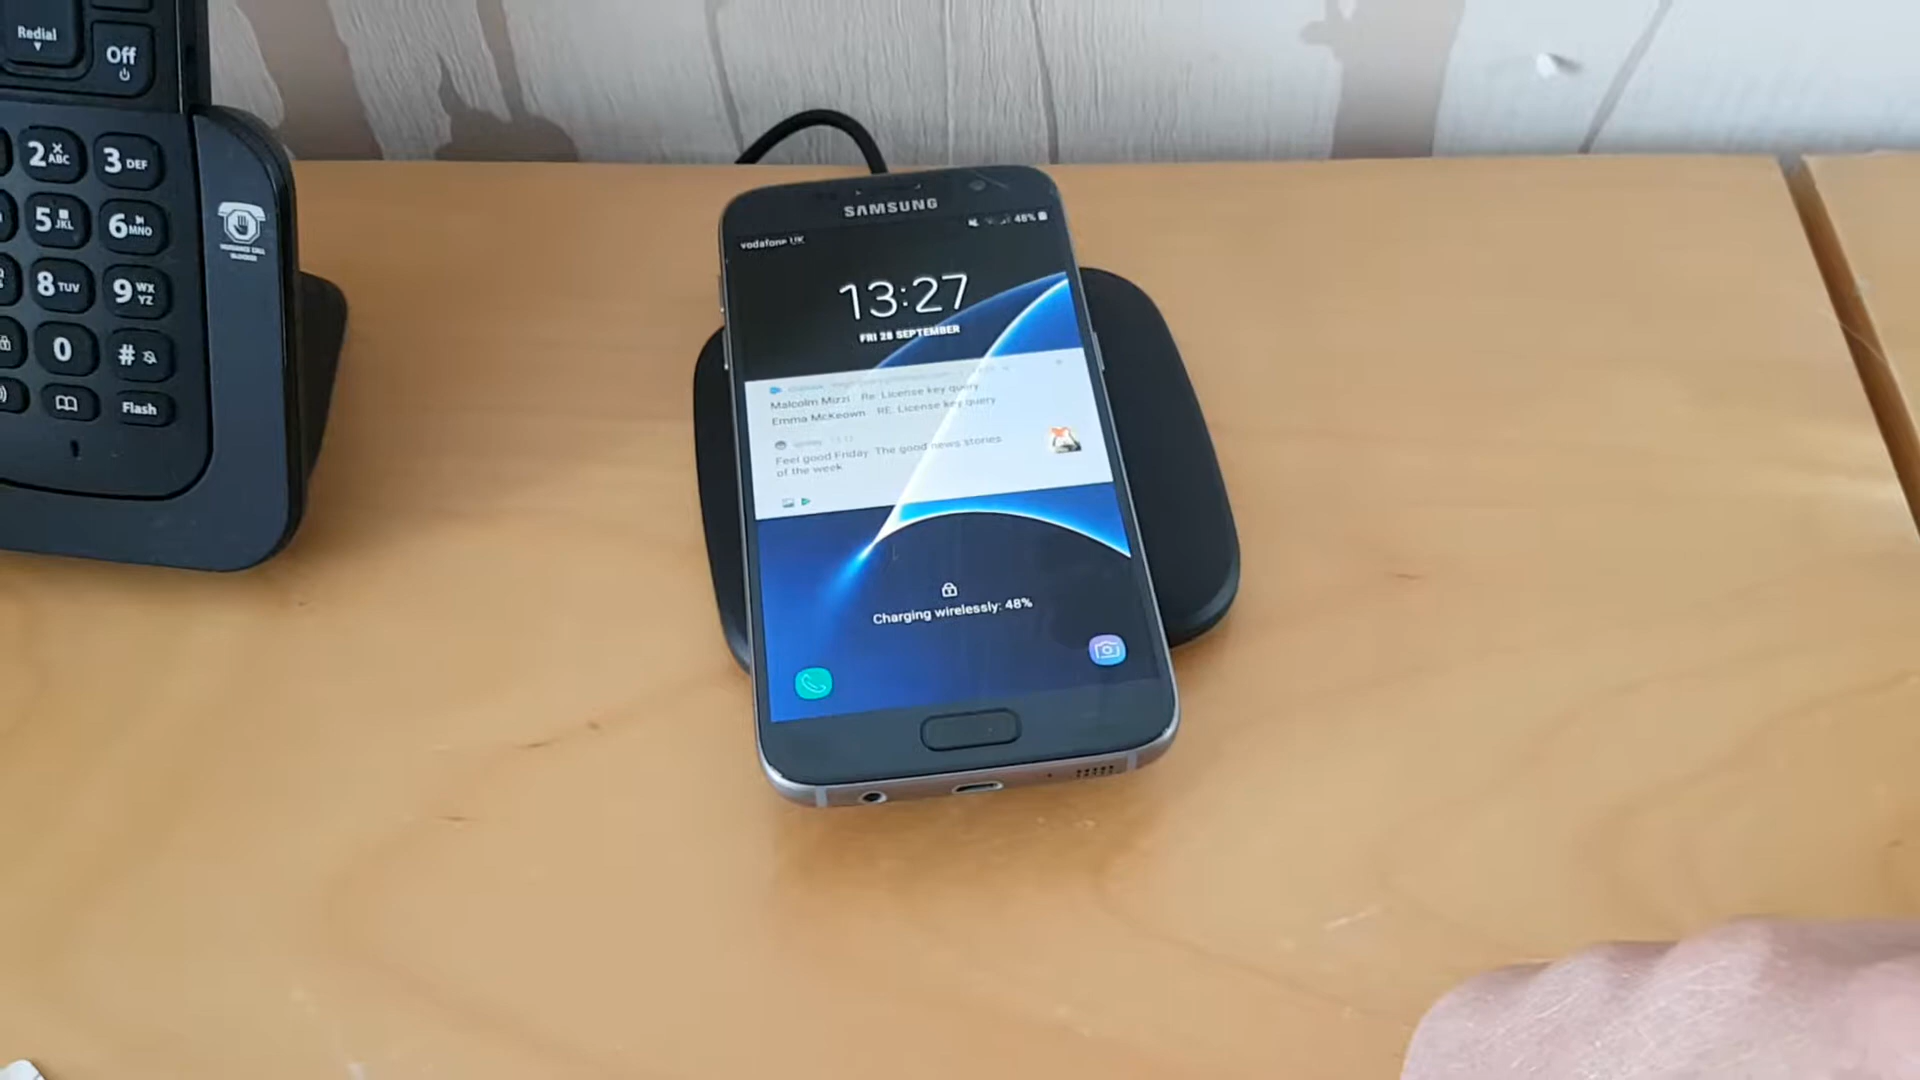 Redial
Off
2 ABC
3 DEF
5 JKL
6 MNO
8 TUV
9 WX YZ
0
#
Flash
SAMSUNG
vodafone UK
48%
13:27
FRI 28 SEPTEMBER
Malcolm Mizzi Re: License key query
Emma McKeown RE: License key query
Feel good Friday The good news stories
of the week
Charging wirelessly: 48%